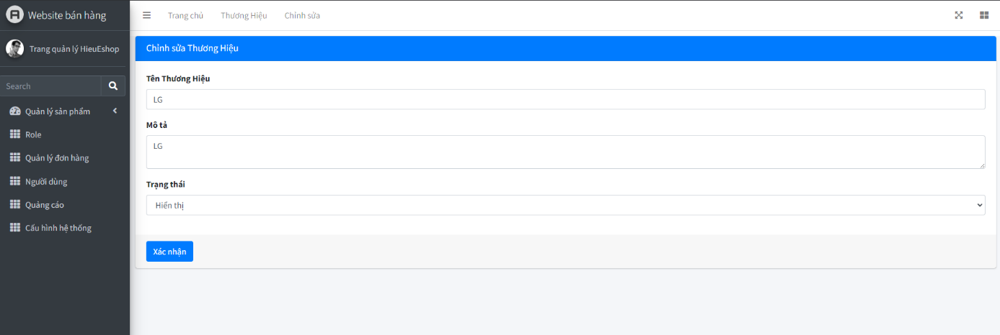 Website bán hàng
Trang quản lý HieuEshop
Search
Quản lý sản phẩm
Role
Quản lý đơn hàng
Người dùng
Quảng cáo
Cấu hình hệ thống
Trang chủ Thương Hiệu Chỉnh sửa
Chỉnh sửa Thương Hiệu
Tên Thương Hiệu
LG
Mô tả
LG
Trạng thái
Hiển thị
Xác nhận